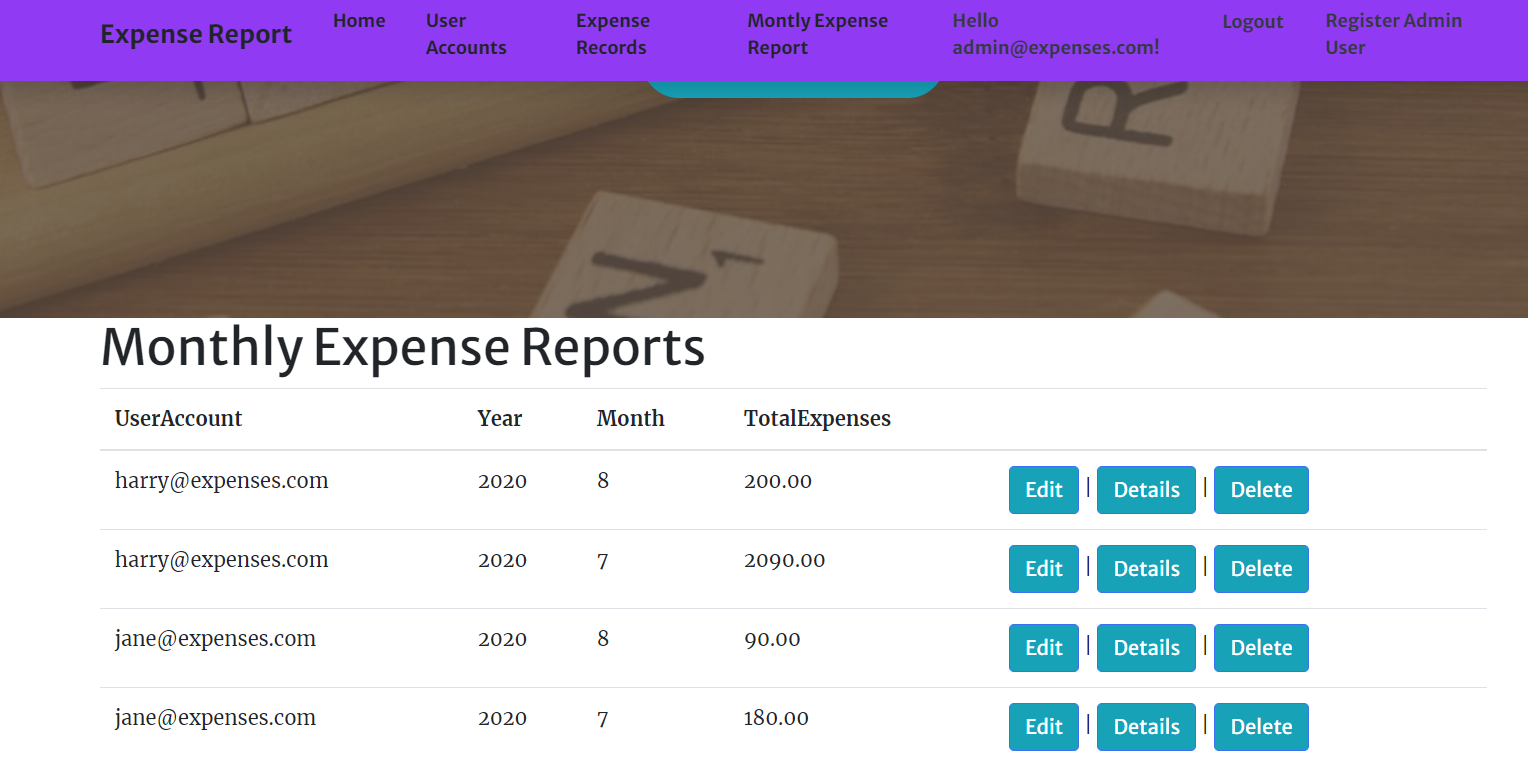 Expense Report Home User Expense Montly Expense Hello Logout Register Admin
Accounts Records Report admin@expenses.com! User
R
N 1
Monthly Expense Reports
UserAccount Year Month TotalExpenses
harry@expenses.com 2020 8 200.00 Edit | Details | Delete
harry@expenses.com 2020 7 2090.00 Edit | Details | Delete
jane@expenses.com 2020 8 90.00 Edit | Details | Delete
jane@expenses.com 2020 7 180.00 Edit | Details | Delete